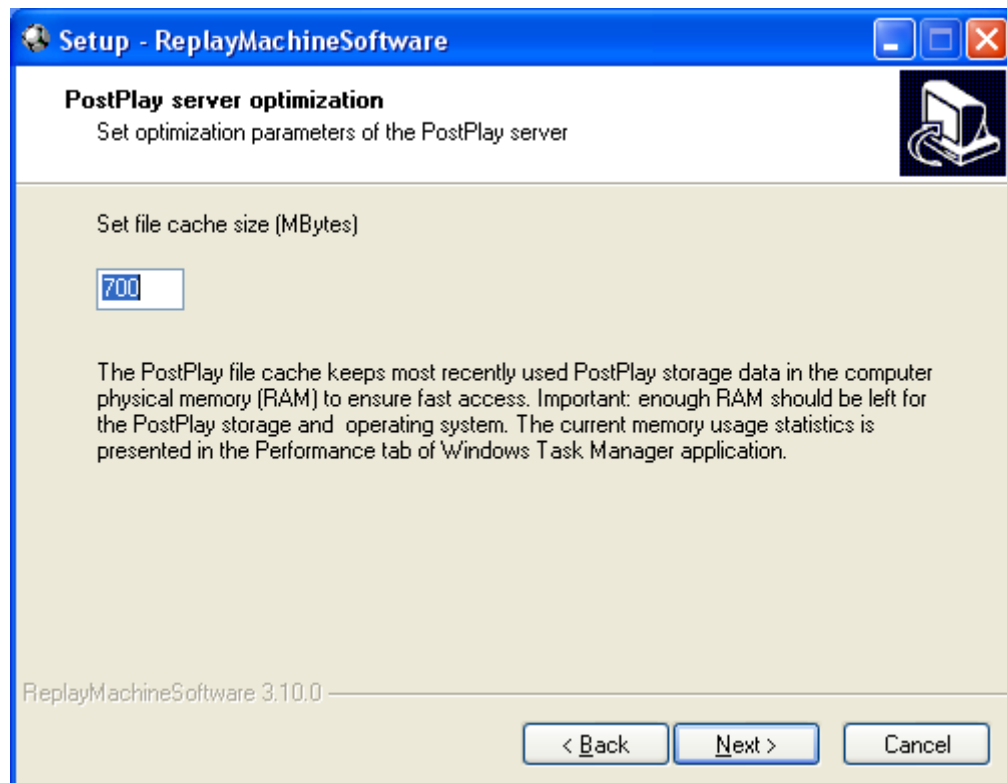 Setup - ReplayMachineSoftware
PostPlay server optimization
Set optimization parameters of the PostPlay server
Set file cache size (MBytes)
700
The PostPlay file cache keeps most recently used PostPlay storage data in the computer
physical memory (RAM) to ensure fast access. Important: enough RAM should be left for
the PostPlay storage and  operating system. The current memory usage statistics is
presented in the Performance tab of Windows Task Manager application.
ReplayMachineSoftware 3.10.0
< Back
Next >
Cancel